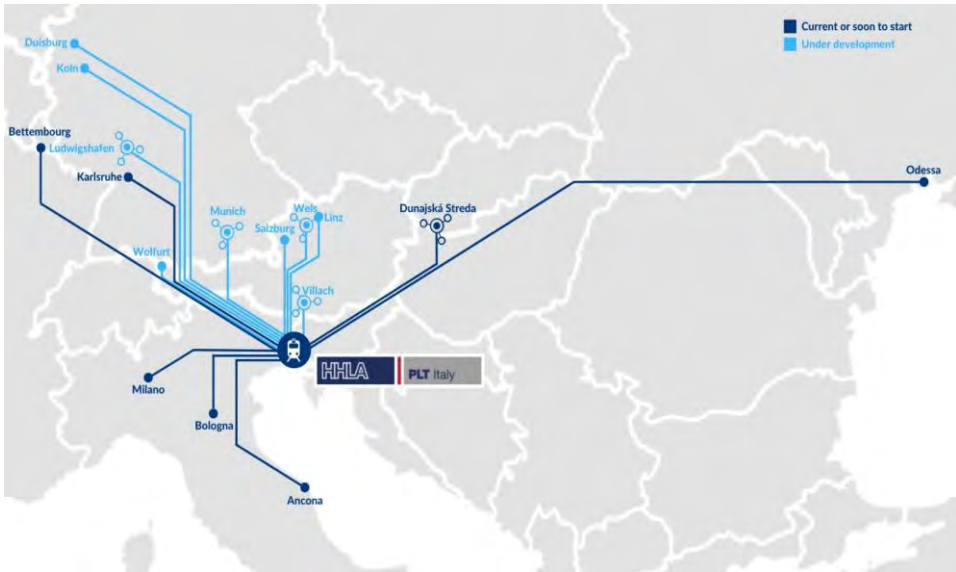 Current or soon to start
Under development
Duisburg
Koln
Bettembourg
Ludwigshafen
Karlsruhe
Odessa
Munich
Wels
Linz
Salzburg
Dunajská Streda
Wolfurt
Villach
HHLA PLT Italy
Milano
Bologna
Ancona